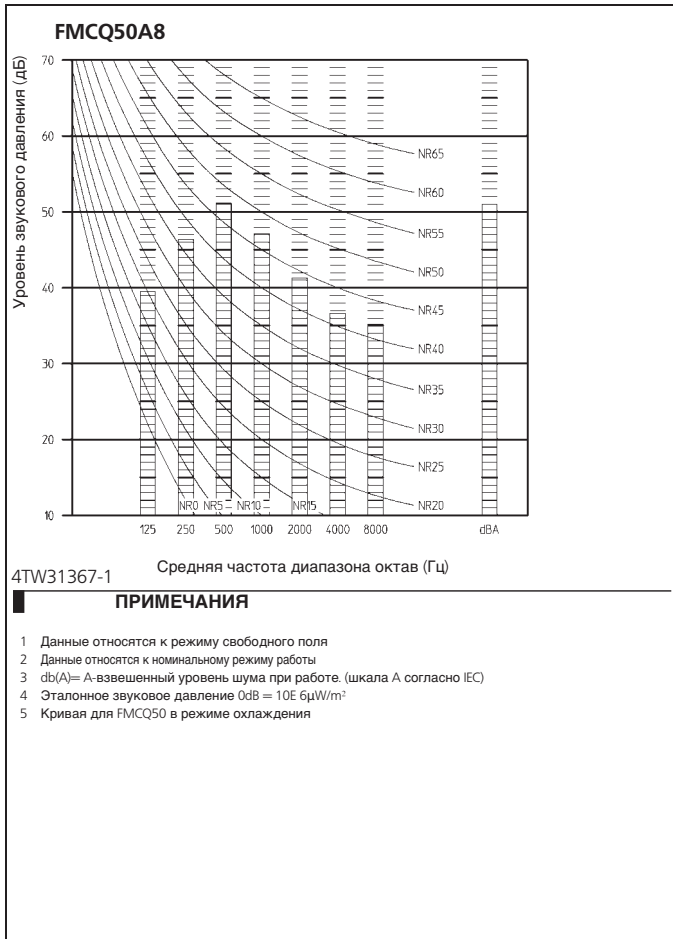 FMCQ50A8
Уровень звукового давления (дБ)
70
60
50
40
30
20
10
NR65
NR60
NR55
NR50
NR45
NR40
NR35
NR30
NR25
NR20
NR0 NR5 NR10 NR15
125 250 500 1000 2000 4000 8000 dBA
Средняя частота диапазона октав (Гц)
4TW31367-1
ПРИМЕЧАНИЯ
1 Данные относятся к режиму свободного поля
2 Данные относятся к номинальному режиму работы
3 db(A)= А-взвешенный уровень шума при работе. (шкала А согласно IEC)
4 Эталонное звуковое давление 0dB = 10E 6μW/m²
5 Кривая для FMCQ50 в режиме охлаждения